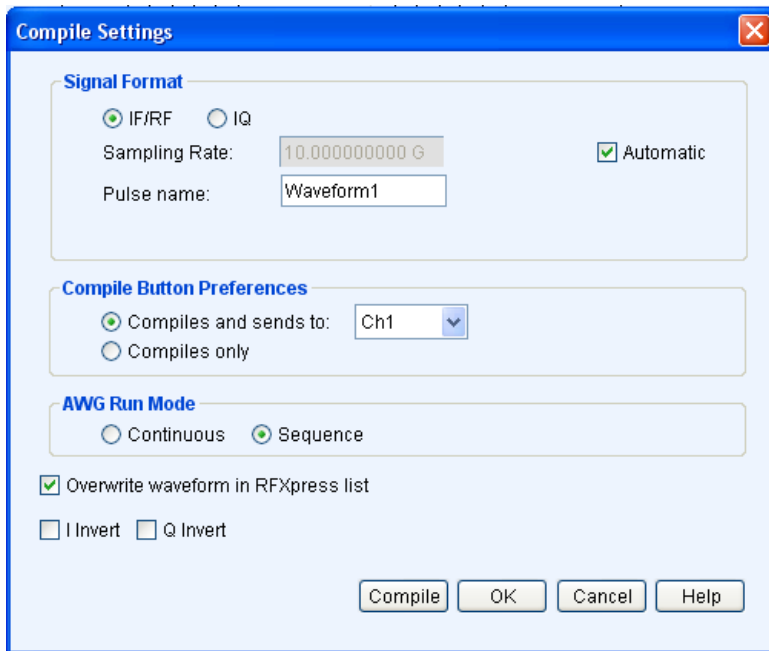 Compile Settings
Signal Format
IF/RF IQ
Sampling Rate: 10.000000000 G Automatic
Pulse name: Waveform1
Compile Button Preferences
Compiles and sends to: Ch1
Compiles only
AWG Run Mode
Continuous Sequence
Overwrite waveform in RFXpress list
I Invert Q Invert
Compile OK Cancel Help